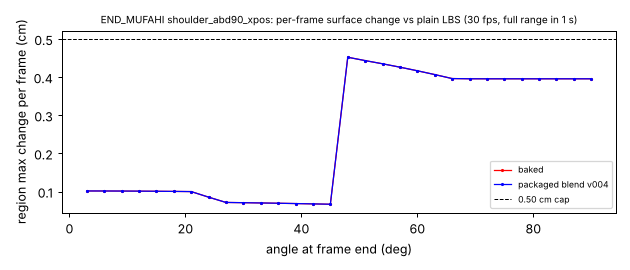 END_MUFAHI shoulder_abd90_xpos: per-frame surface change vs plain LBS (30 fps, full range in 1 s)
region max change per frame (cm)
0.5
0.4
0.3
0.2
0.1
baked
packaged blend v004
0.50 cm cap
0 20 40 60 80
angle at frame end (deg)